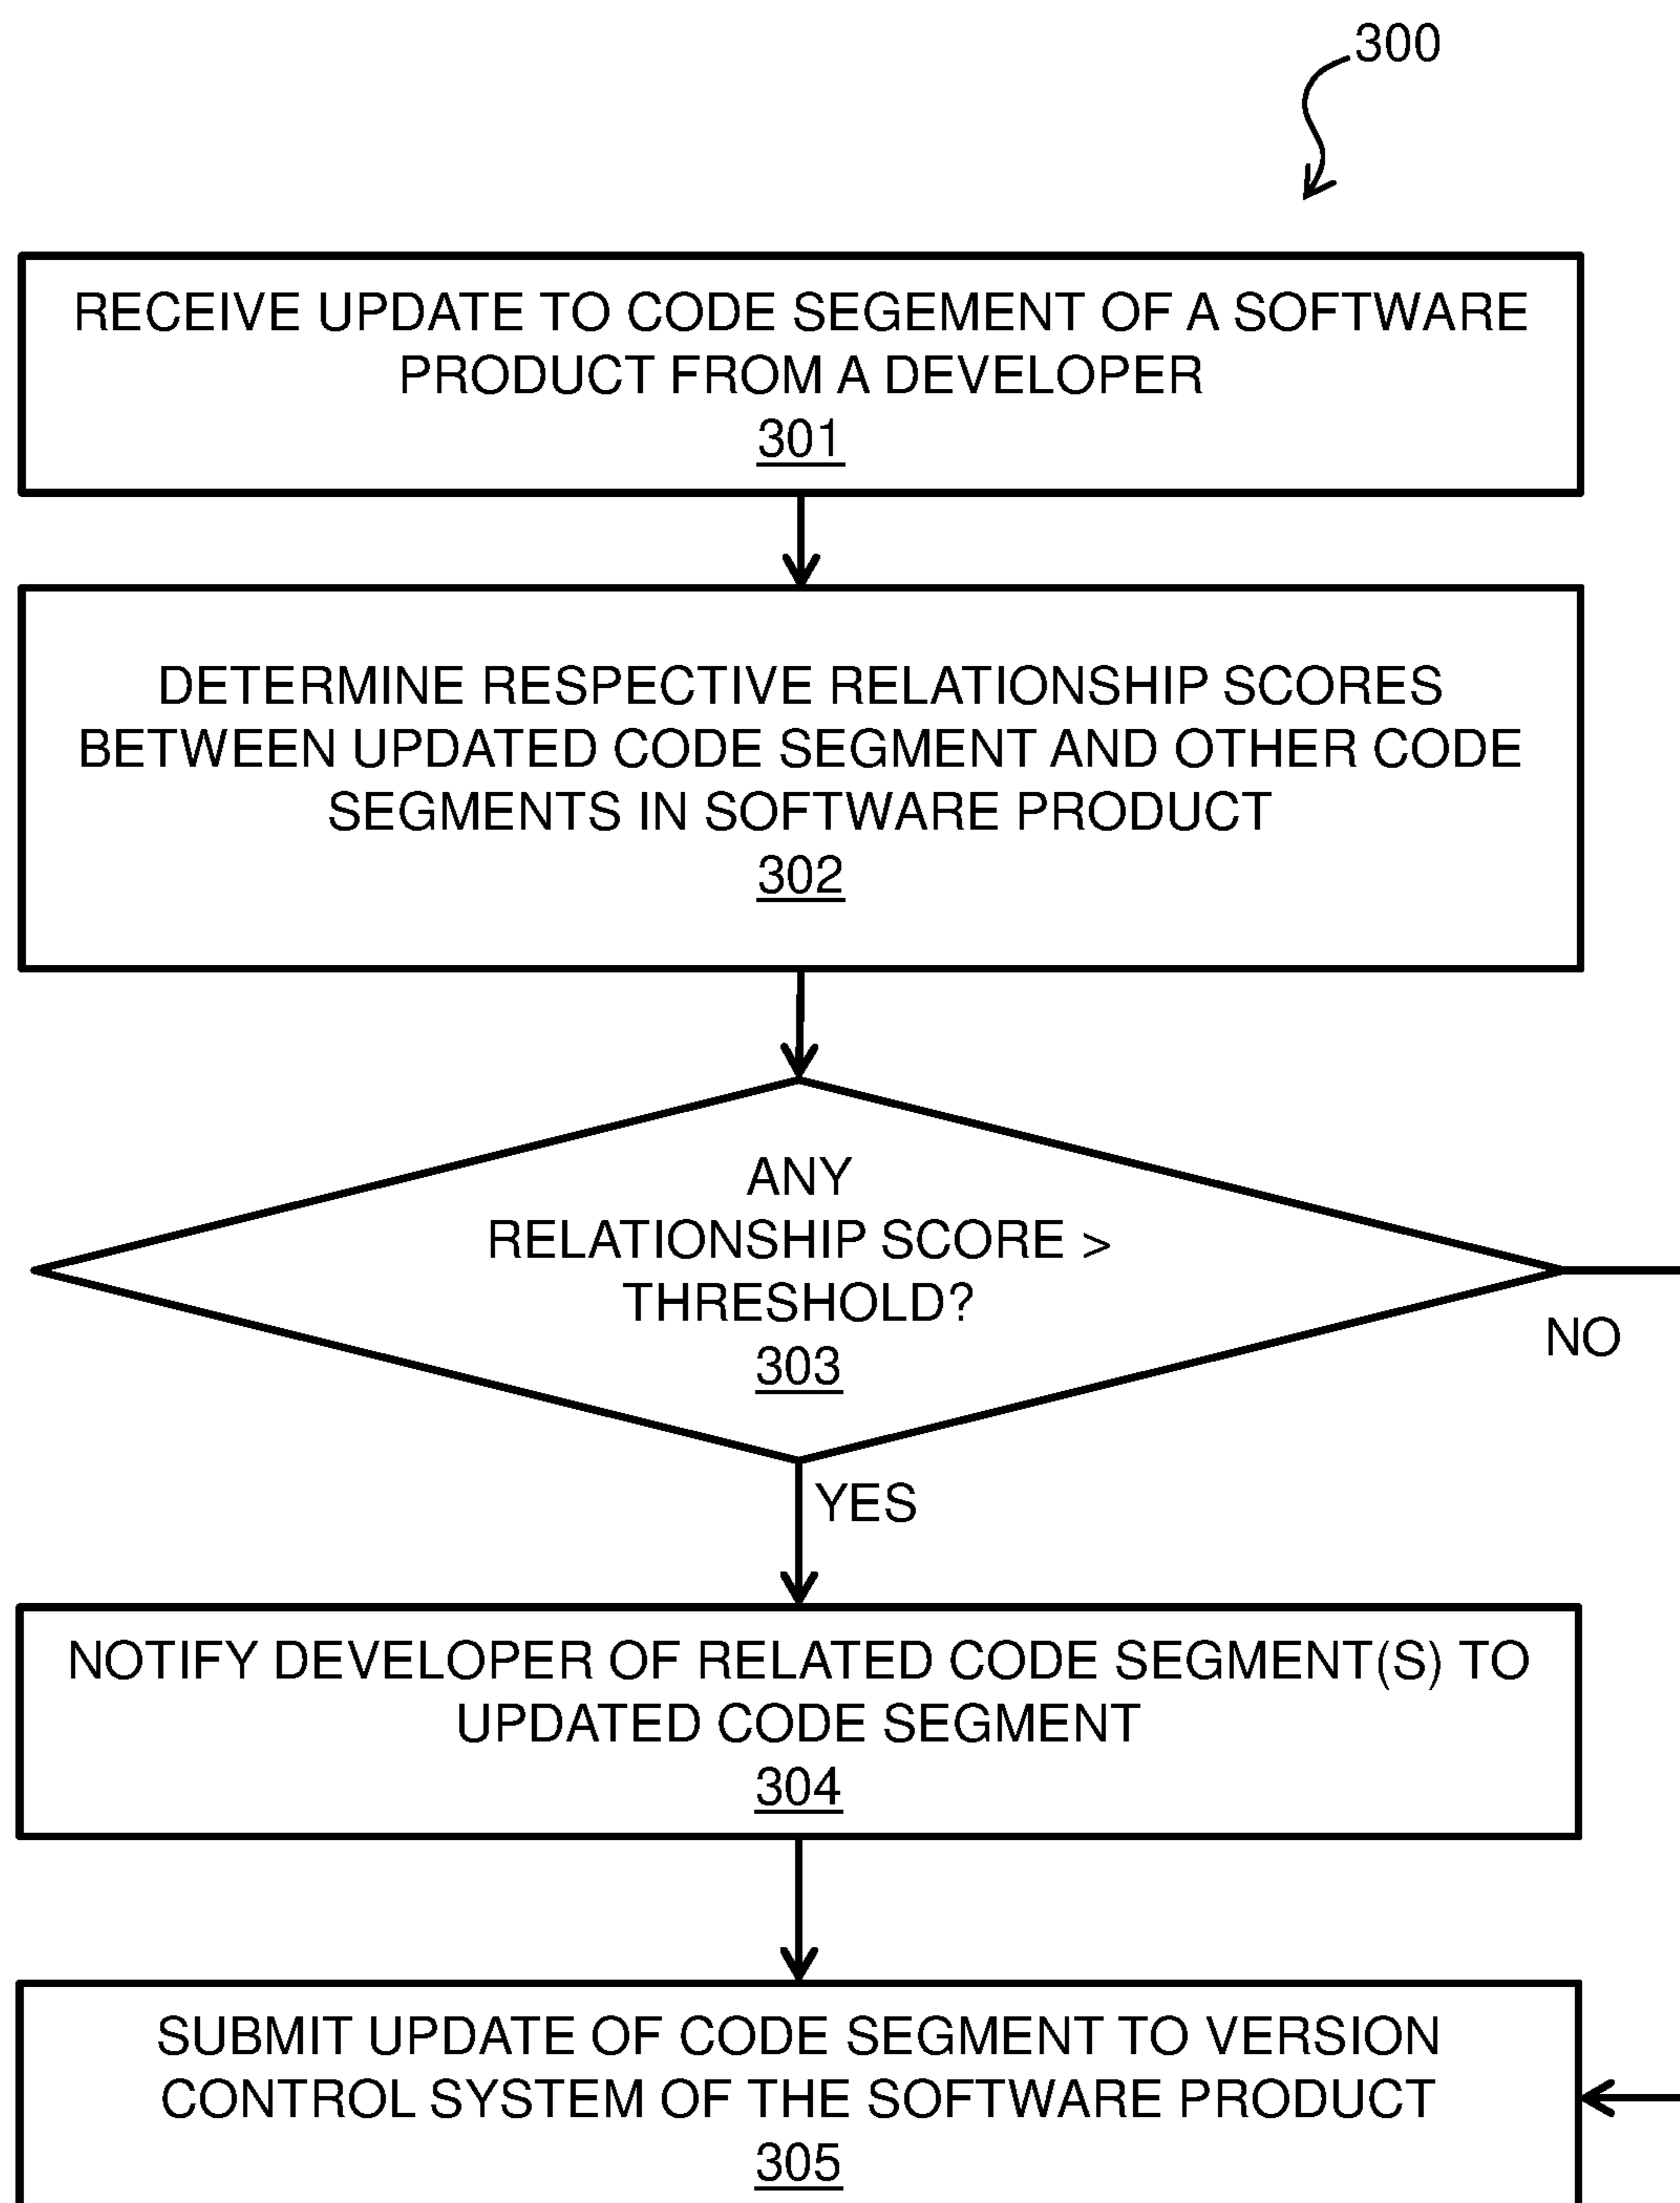 300
RECEIVE UPDATE TO CODE SEGEMENT OF A SOFTWARE
PRODUCT FROM A DEVELOPER
301
DETERMINE RESPECTIVE RELATIONSHIP SCORES
BETWEEN UPDATED CODE SEGMENT AND OTHER CODE
SEGMENTS IN SOFTWARE PRODUCT
302
ANY
RELATIONSHIP SCORE >
THRESHOLD?
303
NO
YES
NOTIFY DEVELOPER OF RELATED CODE SEGMENT(S) TO
UPDATED CODE SEGMENT
304
SUBMIT UPDATE OF CODE SEGMENT TO VERSION
CONTROL SYSTEM OF THE SOFTWARE PRODUCT
305